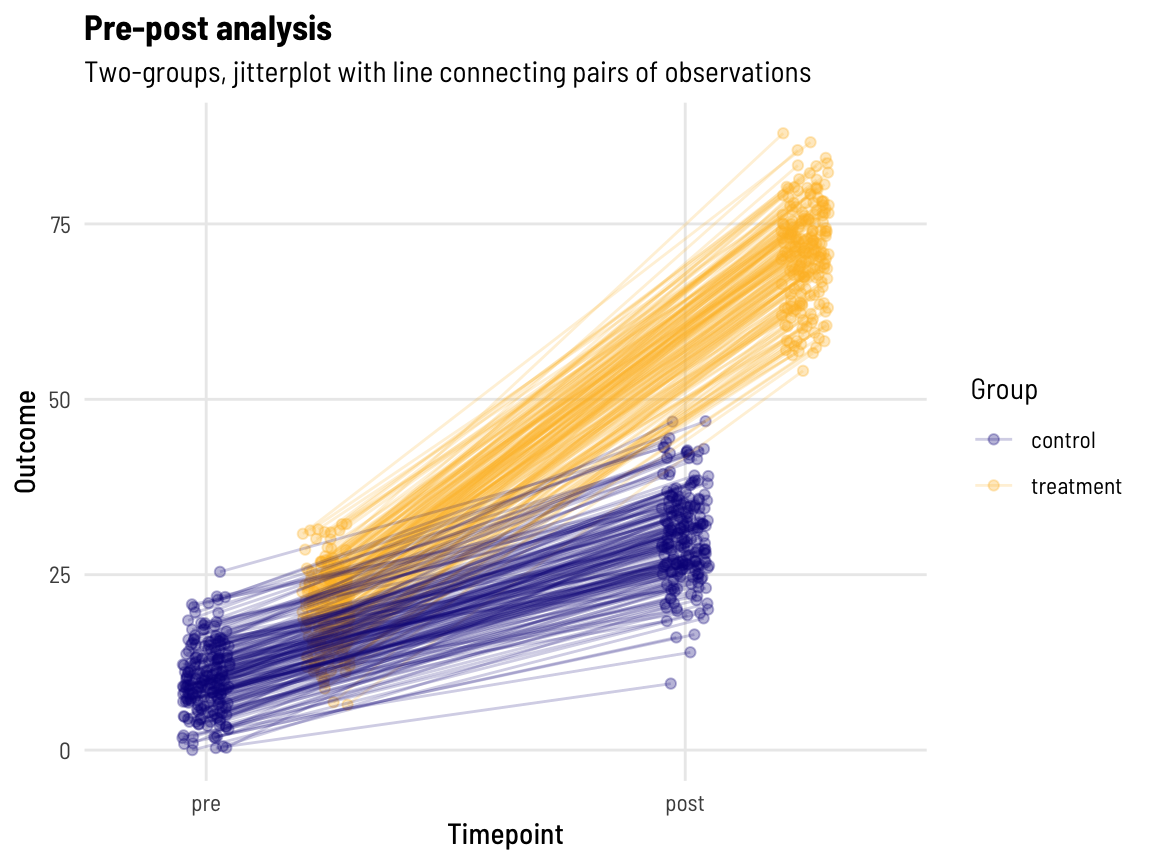 Pre-post analysis
Two-groups, jitterplot with line connecting pairs of observations
Outcome
75
50
25
0
pre
post
Timepoint
Group
control
treatment